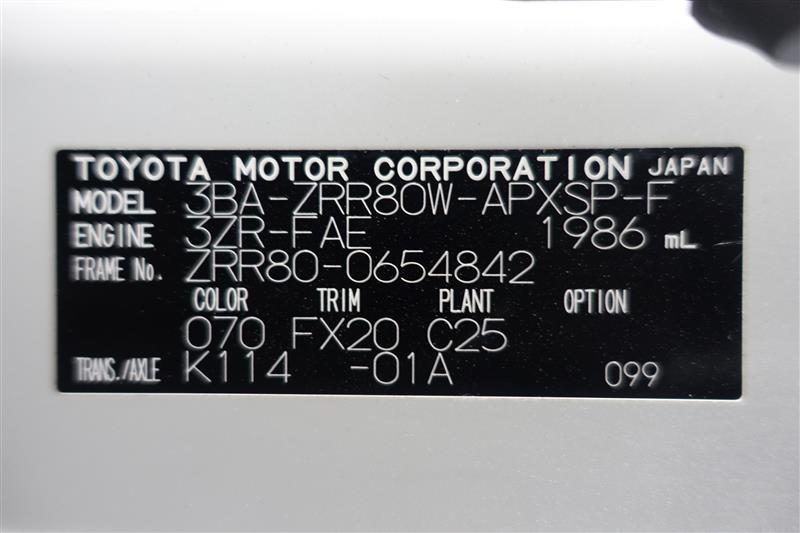 TOYOTA MOTOR CORPORATION JAPAN
MODEL 3BA-ZRR80W-APXSP-F
ENGINE 3ZR-FAE 1986 mL
FRAME No. ZRR80-0654842
COLOR TRIM PLANT OPTION
070 FX20 C25
TRANS./AXLE K114 -01A 099